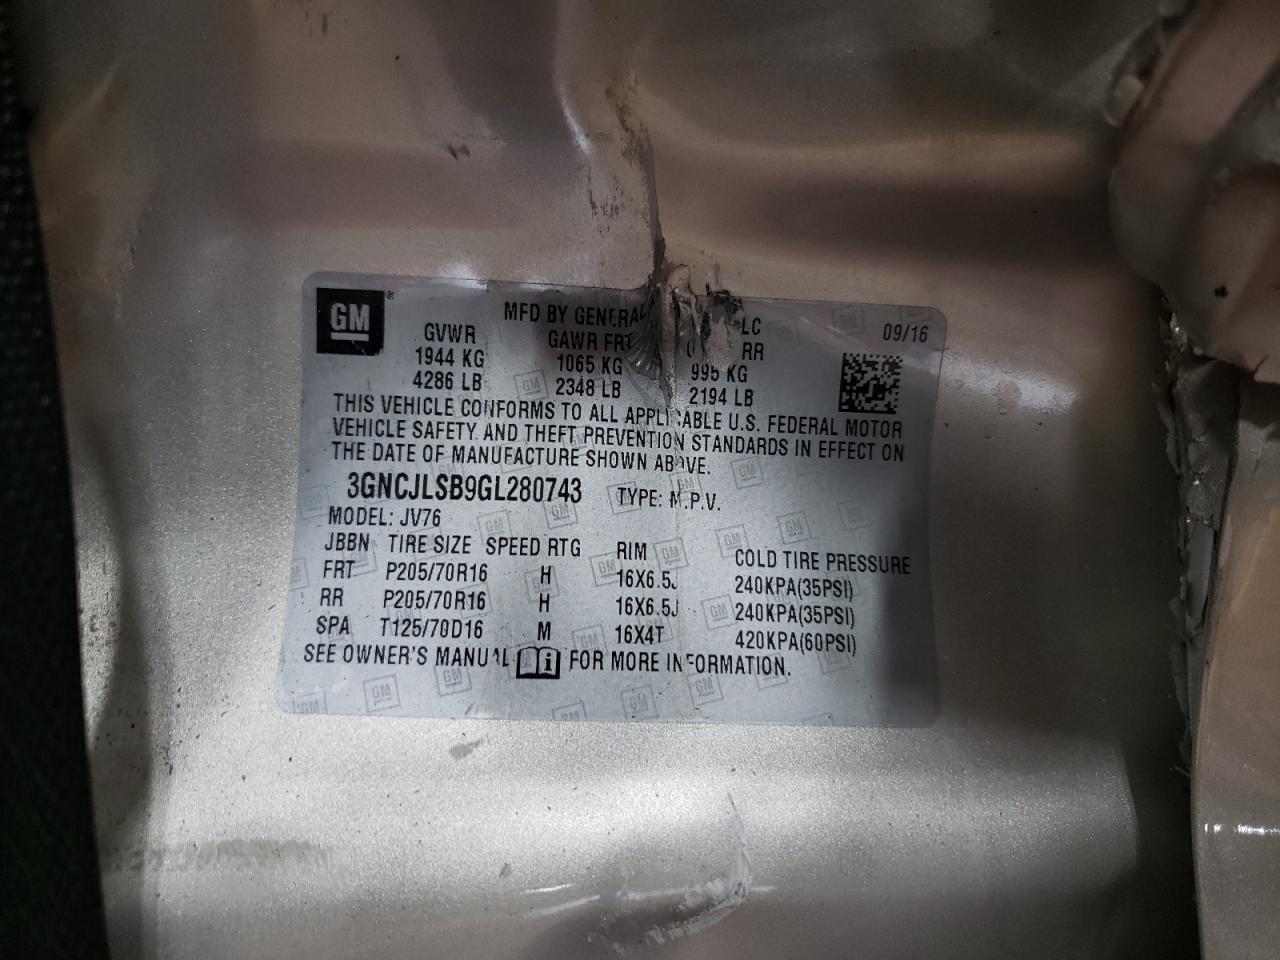 GM ® MFD BY GENERAL LC 09/16
GVWR GAWR FRT RR
1944 KG 1065 KG 995 KG
4286 LB 2348 LB 2194 LB
THIS VEHICLE CONFORMS TO ALL APPLICABLE U.S. FEDERAL MOTOR
VEHICLE SAFETY AND THEFT PREVENTION STANDARDS IN EFFECT ON
THE DATE OF MANUFACTURE SHOWN ABOVE.
3GNCJLSB9GL280743 TYPE: M.P.V.
MODEL: JV76
JBBN TIRE SIZE SPEED RTG RIM COLD TIRE PRESSURE
FRT P205/70R16 H 16X6.5J 240KPA(35PSI)
RR P205/70R16 H 16X6.5J 240KPA(35PSI)
SPA T125/70D16 M 16X4T 420KPA(60PSI)
SEE OWNER'S MANUAL FOR MORE INFORMATION.